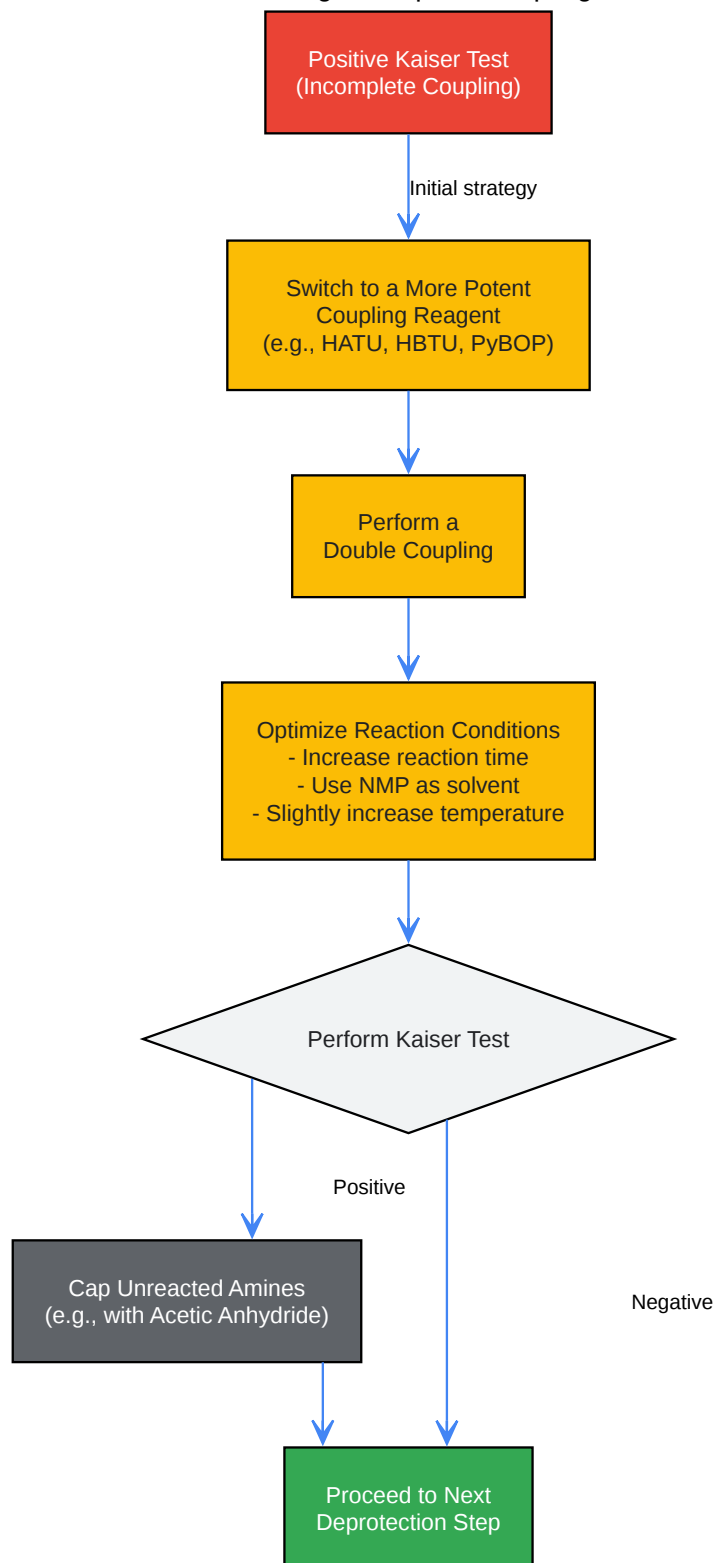 Positive Kaiser Test
(Incomplete Coupling)
Initial strategy
Switch to a More Potent
Coupling Reagent
(e.g., HATU, HBTU, PyBOP)
Perform a
Double Coupling
Optimize Reaction Conditions
- Increase reaction time
- Use NMP as solvent
- Slightly increase temperature
Perform Kaiser Test
Positive
Cap Unreacted Amines
(e.g., with Acetic Anhydride)
Negative
Proceed to Next
Deprotection Step